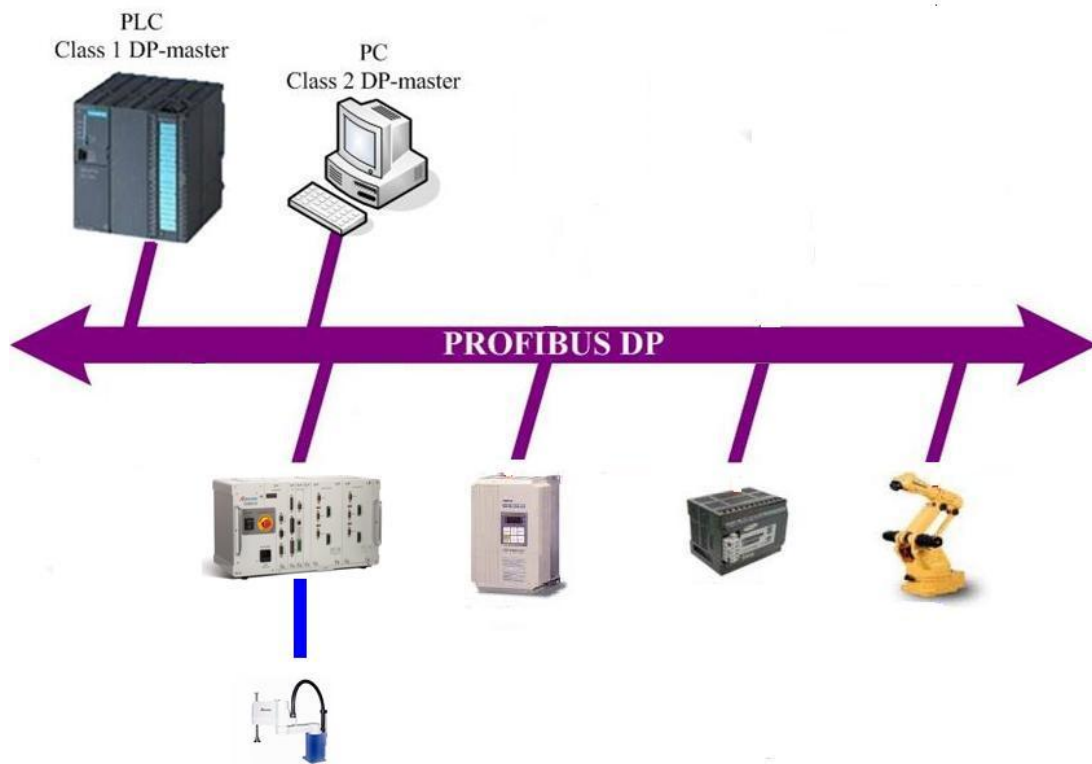 PLC
Class 1 DP-master
PC
Class 2 DP-master
PROFIBUS DP